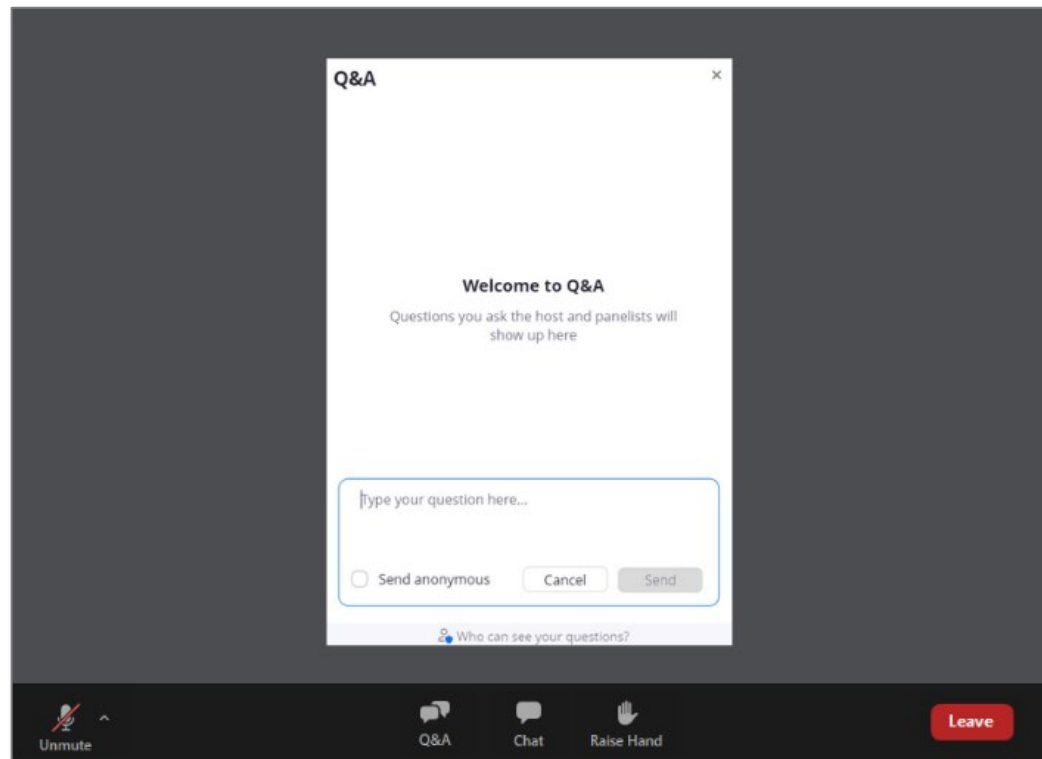 Q&A
Welcome to Q&A
Questions you ask the host and panelists will
show up here
Type your question here...
Send anonymous Cancel Send
Who can see your questions?
Unmute Q&A Chat Raise Hand Leave